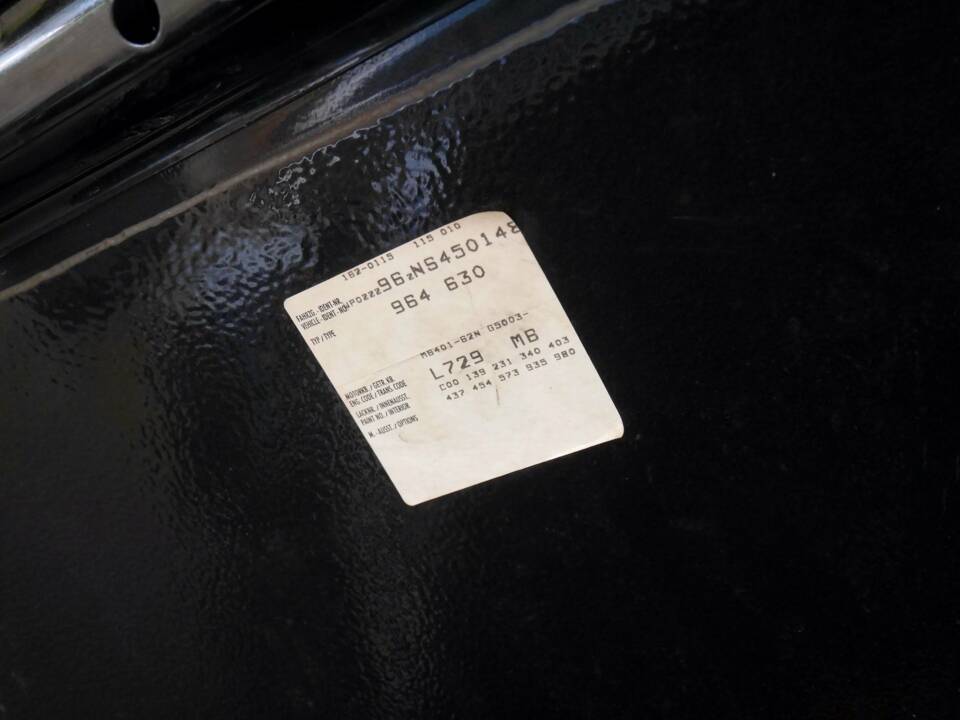 182-0115 115 010
FAHRZG.-IDENT-NR.
VEHICLE-IDENT-NO WP0ZZZ96ZNS450148
TYP/TYPE 964 630
MOTORKB./GETR.KB. M6401-62N G5003-
ENG.CODE/TRANS.CODE
LACKNR./INNENAUSST. L729 MB
PAINT NO./INTERIOR
M.-AUSST./OPTIONS C00 139 231 340 403
437 454 573 935 980